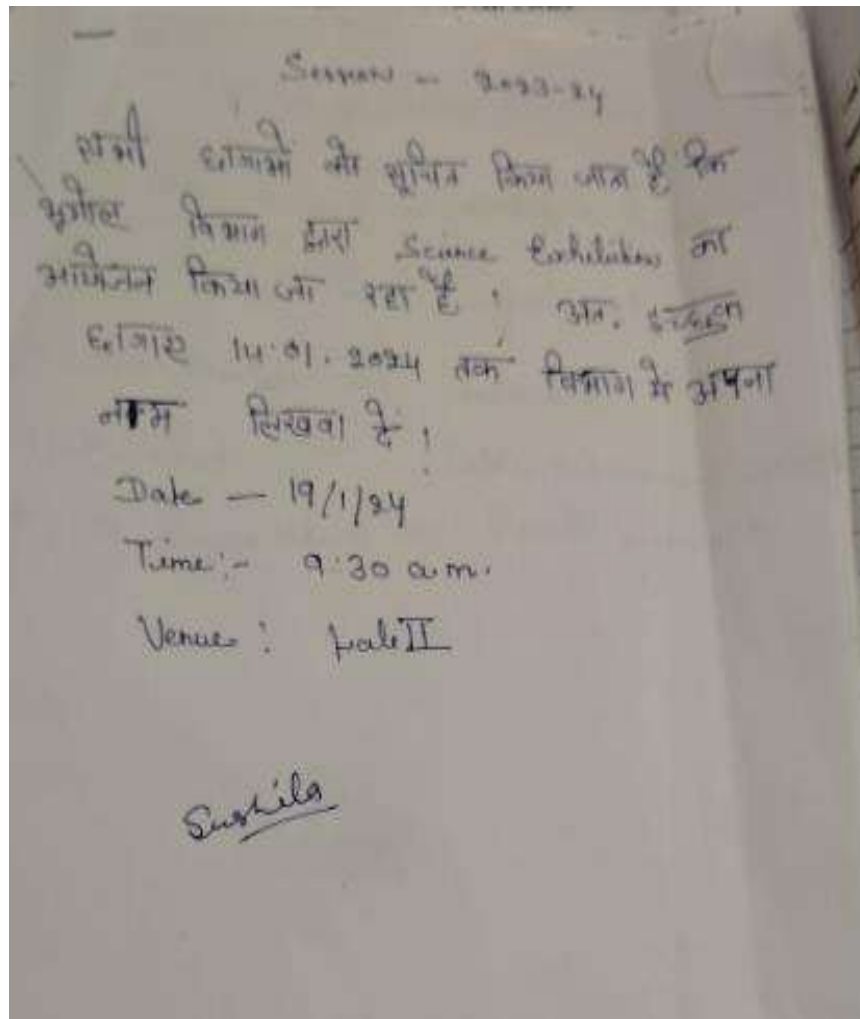 Session - 2023-24
सभी छात्राओं को सूचित किया जाता है कि
भूगोल विभाग द्वारा Science Exhibition का
आयोजन किया जा रहा है । अतः इच्छुक
छात्राएं 14.01.2024 तक विभाग में अपना
नाम लिखवा दें ।
Date - 19/1/24
Time:- 9:30 a.m.
Venue : Lab II
Sushila